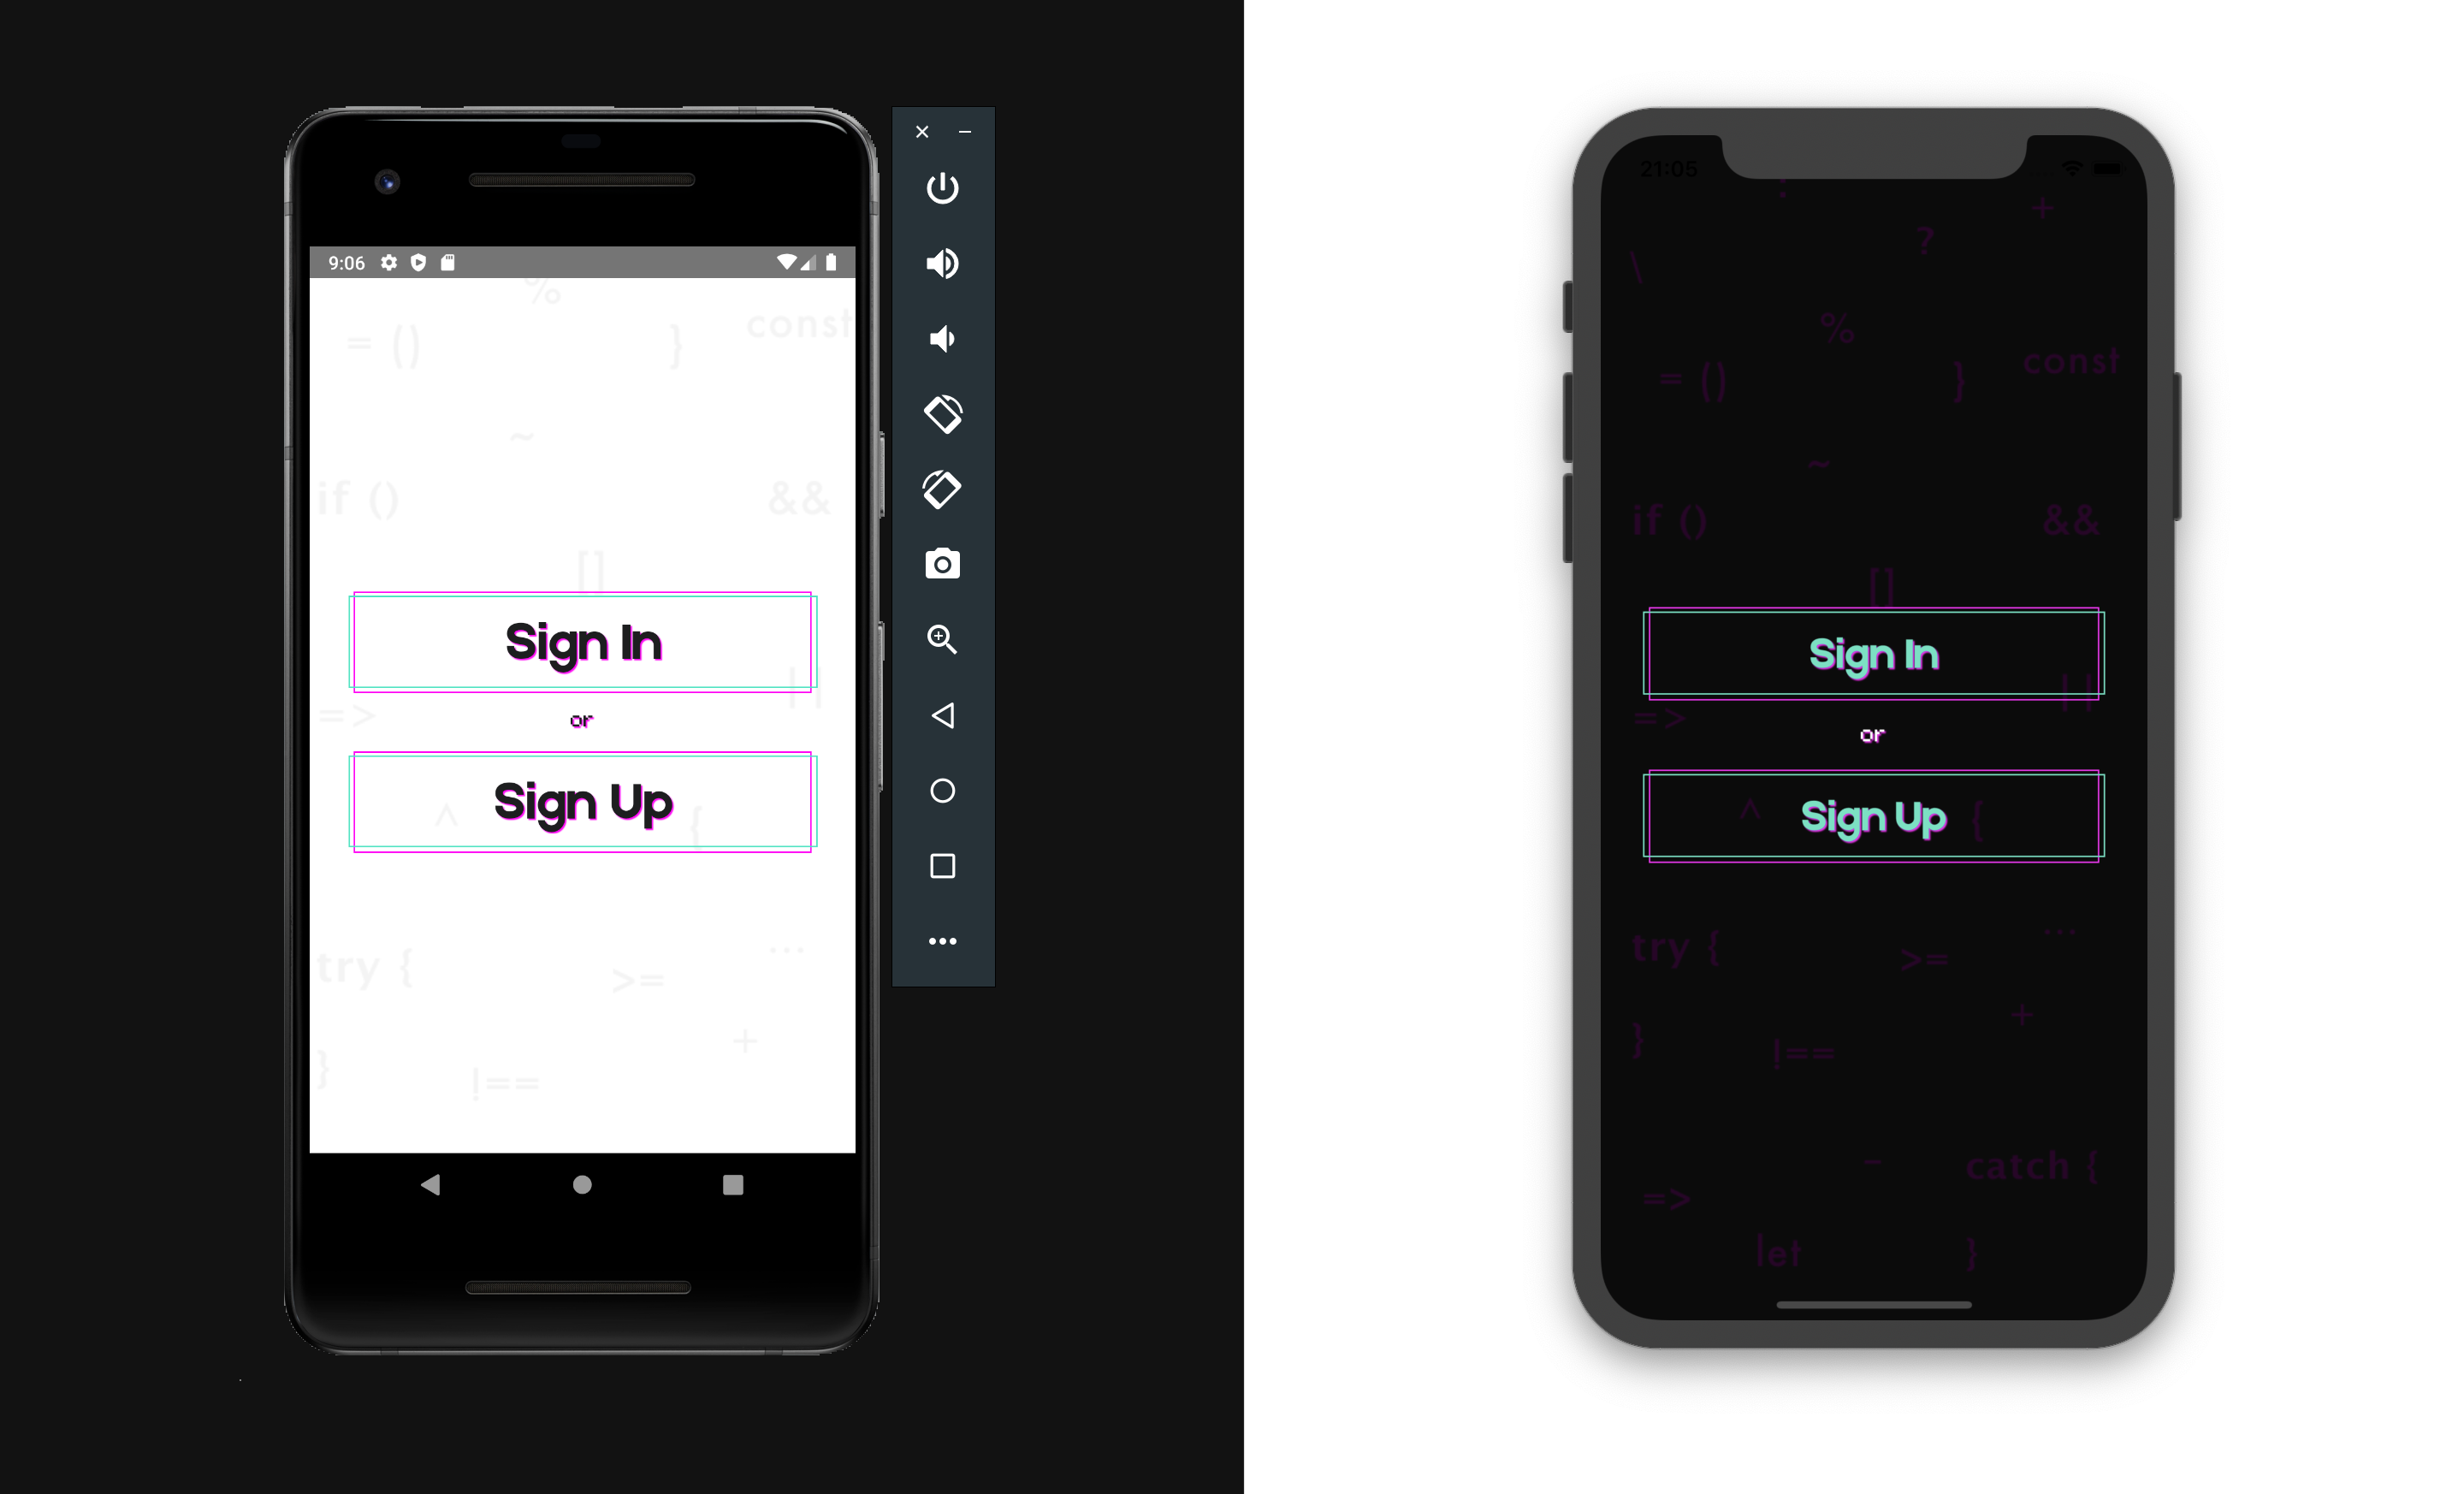 9:06
%
= ()
}
const
~
if ()
&&
[]
Sign In
||
=>
or
Sign Up
^
{
try {
...
>=
+
}
!==
21:05
:
+
?
\
%
= ()
}
const
~
if ()
&&
[]
Sign In
||
=>
or
Sign Up
^
{
try {
...
>=
+
}
!==
-
catch {
=>
let
}